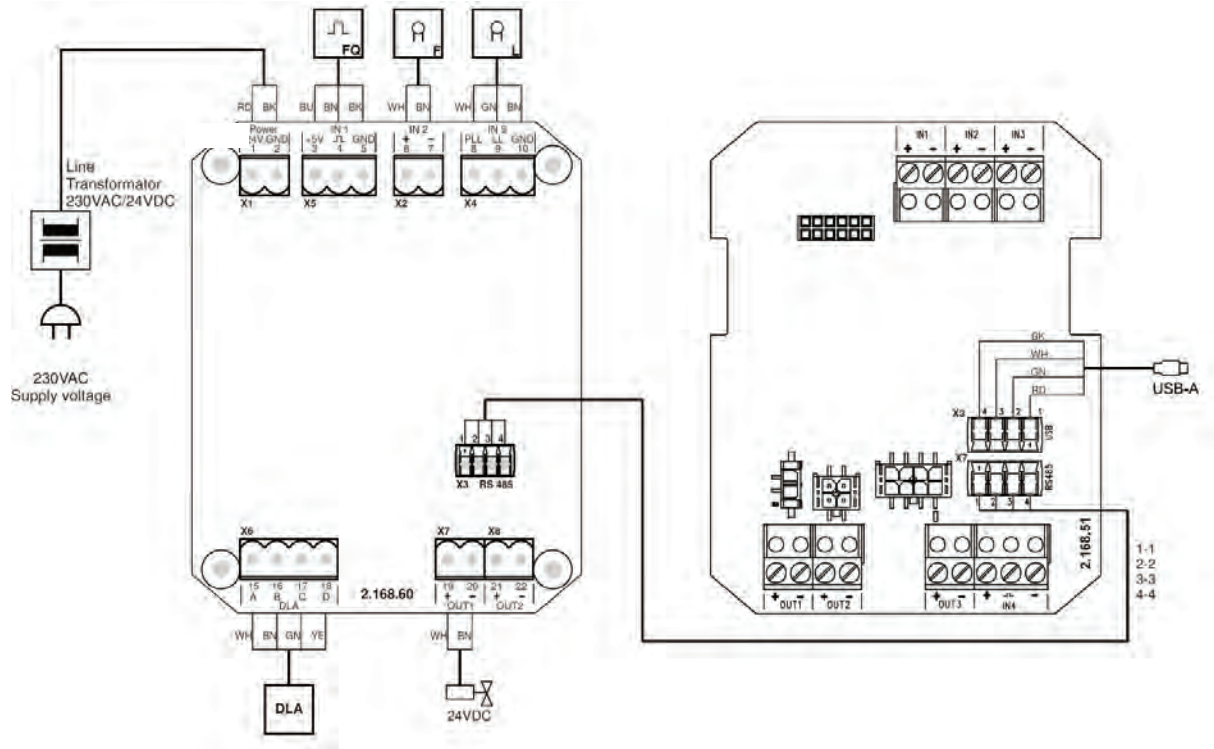 FQ F L
RD BK BU BN BK WH BN WH GN BN
Power IN 1 IN 2 IN 3
24V GND +5V GND + - PLL LL GND
1 2 3 4 5 6 7 8 9 10
X1 X5 X2 X4
Line
Transformator
230VAC/24VDC
230VAC
Supply voltage
1 2 3 4
1
X3 RS 485
X6 X7 X8
15 16 17 18 19 20 21 22
A B C D + - + -
DLA 2.168.60 OUT1 OUT2
WH BN GN YE WH BN
DLA
24VDC
IN1 IN2 IN3
+ - + - + -
BK
WH
GN
RD
USB-A
X3 4 3 2 1
4 USB
X7
1 RS485
1 2 3 4
2.168.51
+ - + - + - + -
OUT1 OUT2 OUT3 IN4
1-1
2-2
3-3
4-4